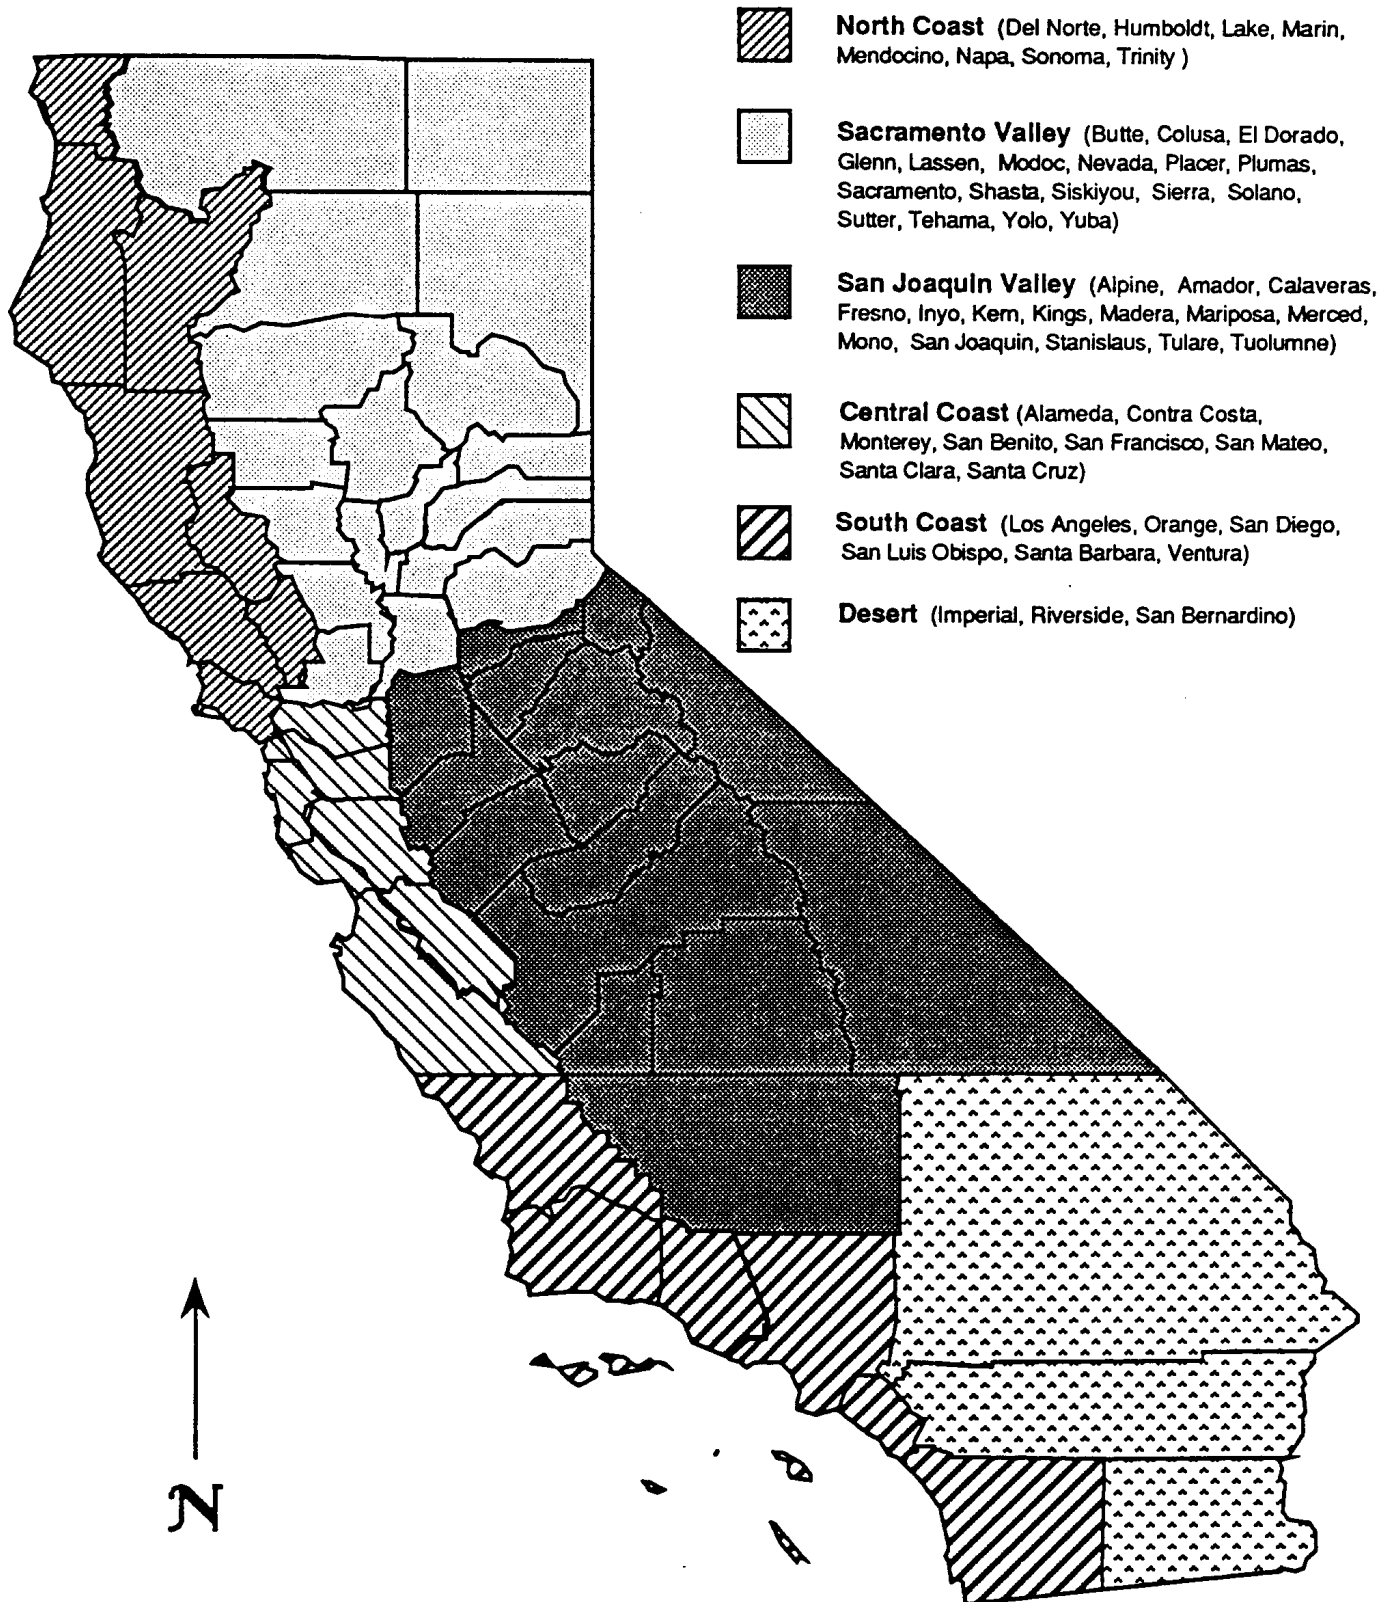 North Coast (Del Norte, Humboldt, Lake, Marin,
Mendocino, Napa, Sonoma, Trinity )
Sacramento Valley (Butte, Colusa, El Dorado,
Glenn, Lassen, Modoc, Nevada, Placer, Plumas,
Sacramento, Shasta, Siskiyou, Sierra, Solano,
Sutter, Tehama, Yolo, Yuba)
San Joaquin Valley (Alpine, Amador, Calaveras,
Fresno, Inyo, Kern, Kings, Madera, Mariposa, Merced,
Mono, San Joaquin, Stanislaus, Tulare, Tuolumne)
Central Coast (Alameda, Contra Costa,
Monterey, San Benito, San Francisco, San Mateo,
Santa Clara, Santa Cruz)
South Coast (Los Angeles, Orange, San Diego,
San Luis Obispo, Santa Barbara, Ventura)
Desert (Imperial, Riverside, San Bernardino)
N